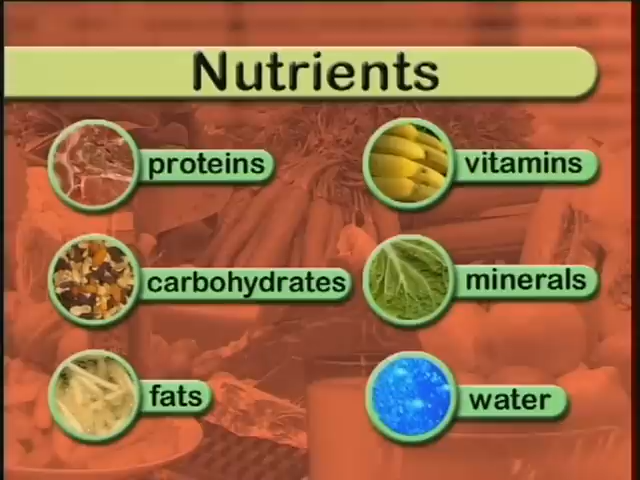 Nutrients
proteins
vitamins
carbohydrates
minerals
fats
water